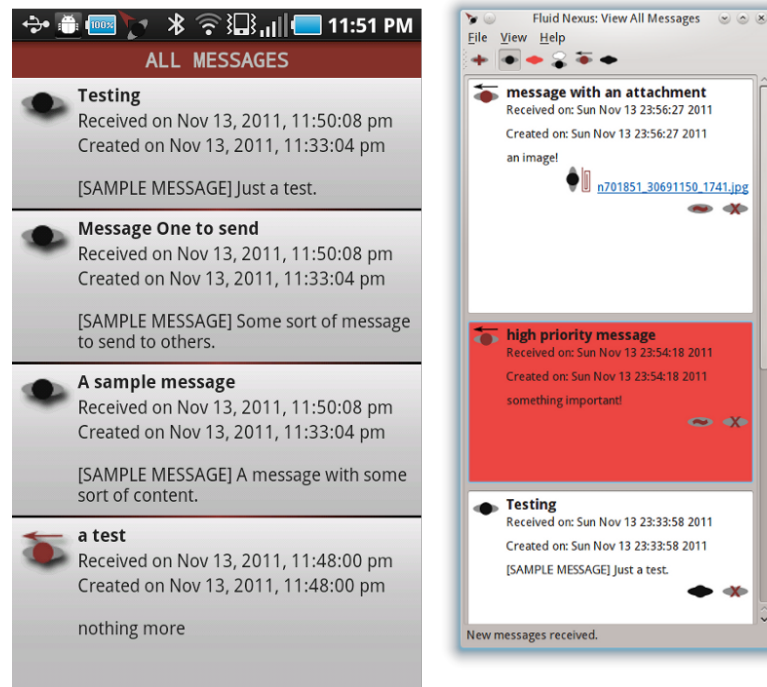 100%
11:51 PM
ALL MESSAGES
Testing
Received on Nov 13, 2011, 11:50:08 pm
Created on Nov 13, 2011, 11:33:04 pm
[SAMPLE MESSAGE] Just a test.
Message One to send
Received on Nov 13, 2011, 11:50:08 pm
Created on Nov 13, 2011, 11:33:04 pm
[SAMPLE MESSAGE] Some sort of message
to send to others.
A sample message
Received on Nov 13, 2011, 11:50:08 pm
Created on Nov 13, 2011, 11:33:04 pm
[SAMPLE MESSAGE] A message with some
sort of content.
a test
Received on Nov 13, 2011, 11:48:00 pm
Created on Nov 13, 2011, 11:48:00 pm
nothing more
Fluid Nexus: View All Messages
File View Help
message with an attachment
Received on: Sun Nov 13 23:56:27 2011
Created on: Sun Nov 13 23:56:27 2011
an image!
n701851_30691150_1741.jpg
high priority message
Received on: Sun Nov 13 23:54:18 2011
Created on: Sun Nov 13 23:54:18 2011
something important!
Testing
Received on: Sun Nov 13 23:33:58 2011
Created on: Sun Nov 13 23:33:58 2011
[SAMPLE MESSAGE] Just a test.
New messages received.